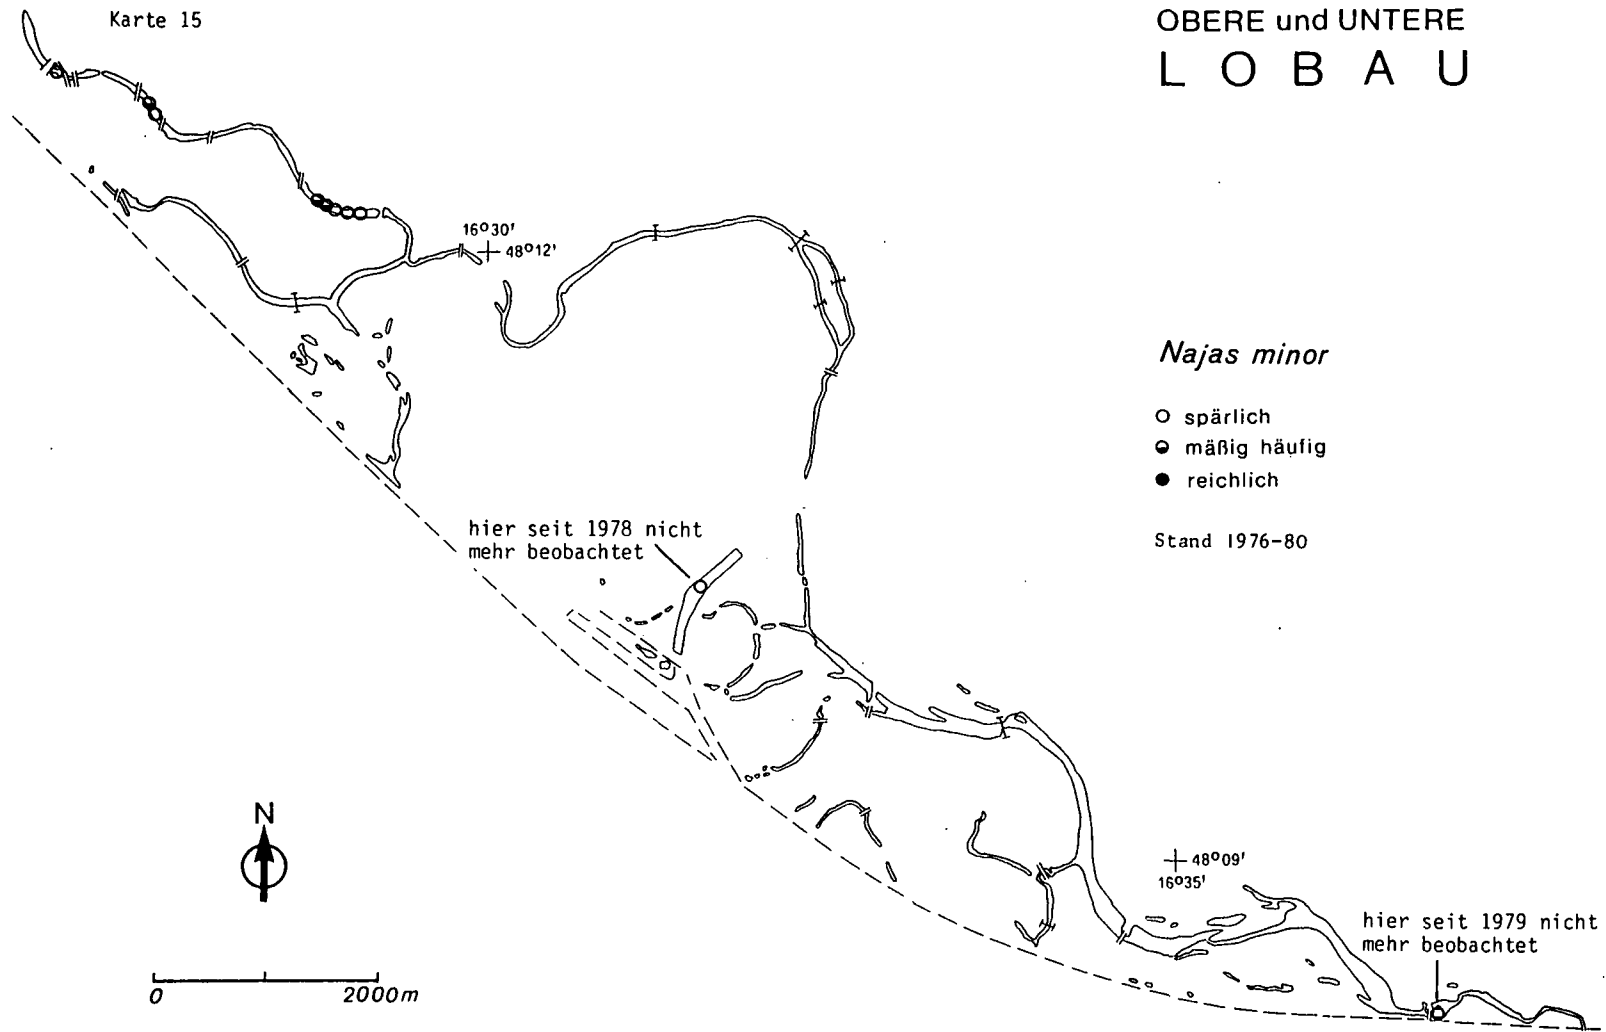 Karte 15
OBERE und UNTERE
LOBAU
16°30'
48°12'
Najas minor
spärlich
mäßig häufig
reichlich
Stand 1976-80
hier seit 1978 nicht
mehr beobachtet
N
48°09'
16°35'
hier seit 1979 nicht
mehr beobachtet
0 2000m